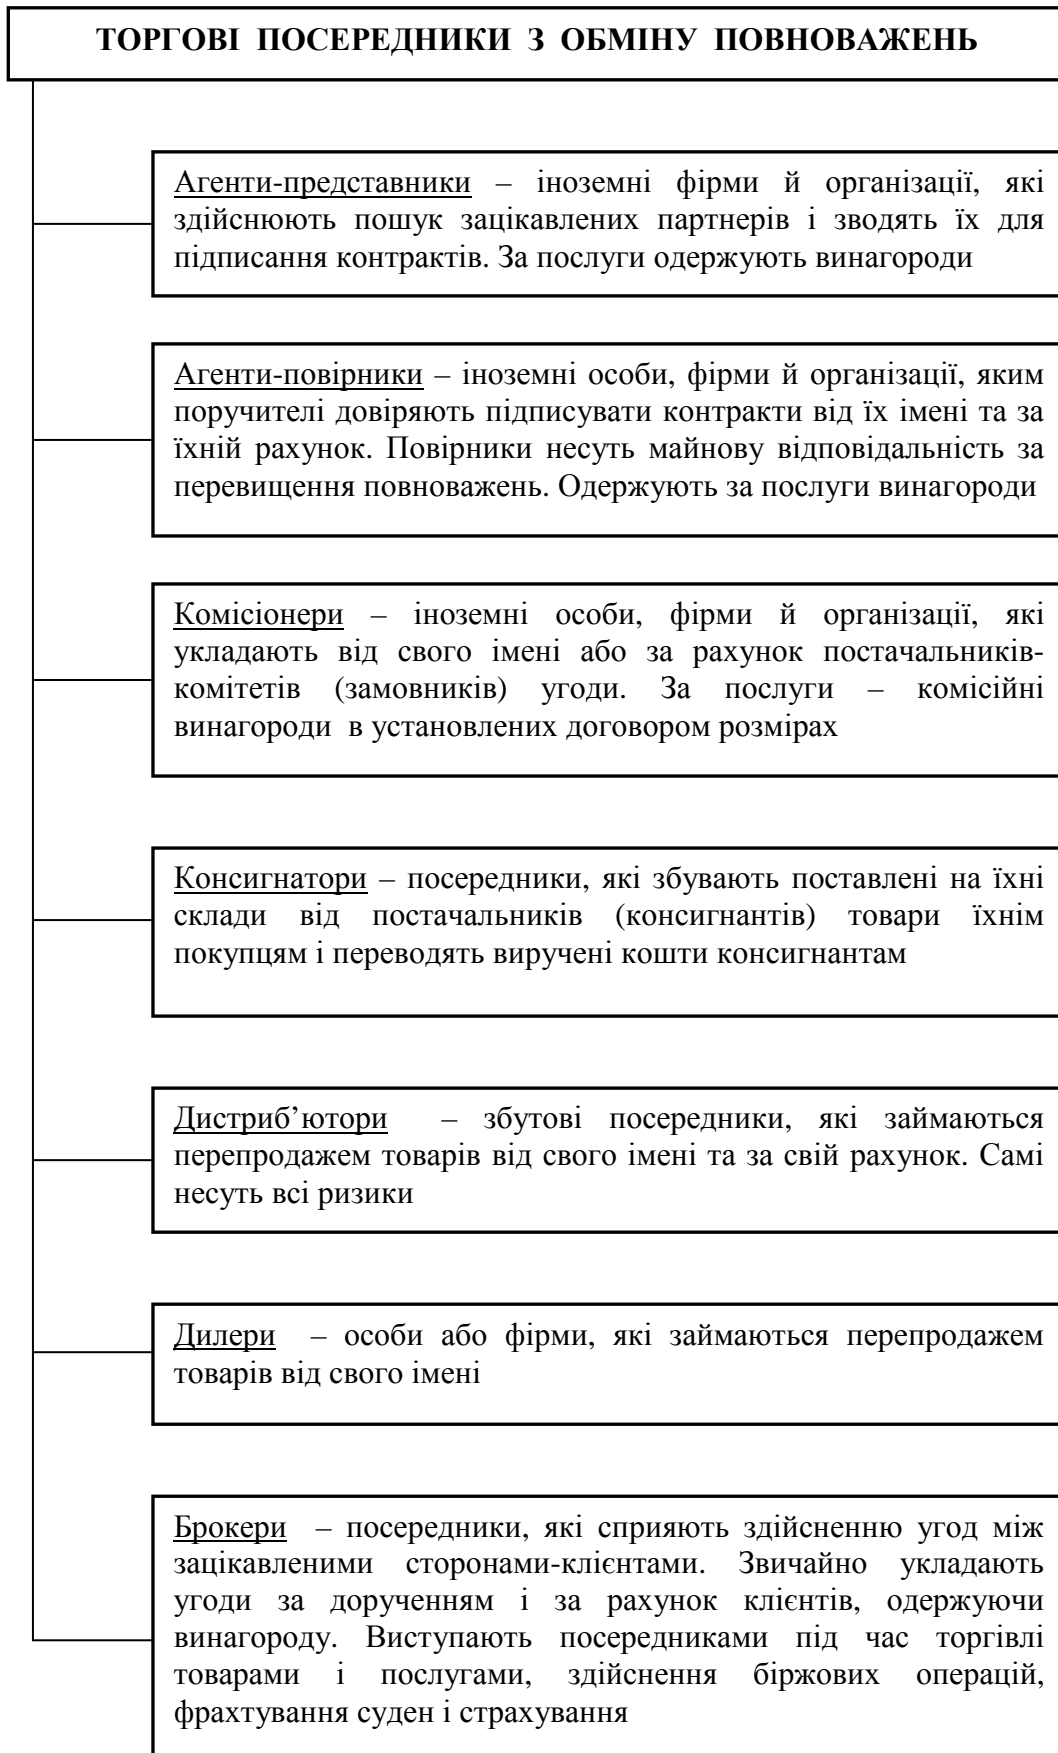 ТОРГОВІ ПОСЕРЕДНИКИ З ОБМІНУ ПОВНОВАЖЕНЬ
Агенти-представники – іноземні фірми й організації, які
здійснюють пошук зацікавлених партнерів і зводять їх для
підписання контрактів. За послуги одержують винагороди
Агенти-повірники – іноземні особи, фірми й організації, яким
поручителі довіряють підписувати контракти від їх імені та за
їхній рахунок. Повірники несуть майнову відповідальність за
перевищення повноважень. Одержують за послуги винагороди
Комісіонери – іноземні особи, фірми й організації, які
укладають від свого імені або за рахунок постачальників-
комітетів (замовників) угоди. За послуги – комісійні
винагороди в установлених договором розмірах
Консигнатори – посередники, які збувають поставлені на їхні
склади від постачальників (консигнантів) товари їхнім
покупцям і переводять виручені кошти консигнантам
Дистриб’ютори – збутові посередники, які займаються
перепродажем товарів від свого імені та за свій рахунок. Самі
несуть всі ризики
Дилери – особи або фірми, які займаються перепродажем
товарів від свого імені
Брокери – посередники, які сприяють здійсненню угод між
зацікавленими сторонами-клієнтами. Звичайно укладають
угоди за дорученням і за рахунок клієнтів, одержуючи
винагороду. Виступають посередниками під час торгівлі
товарами і послугами, здійснення біржових операцій,
фрахтування суден і страхування